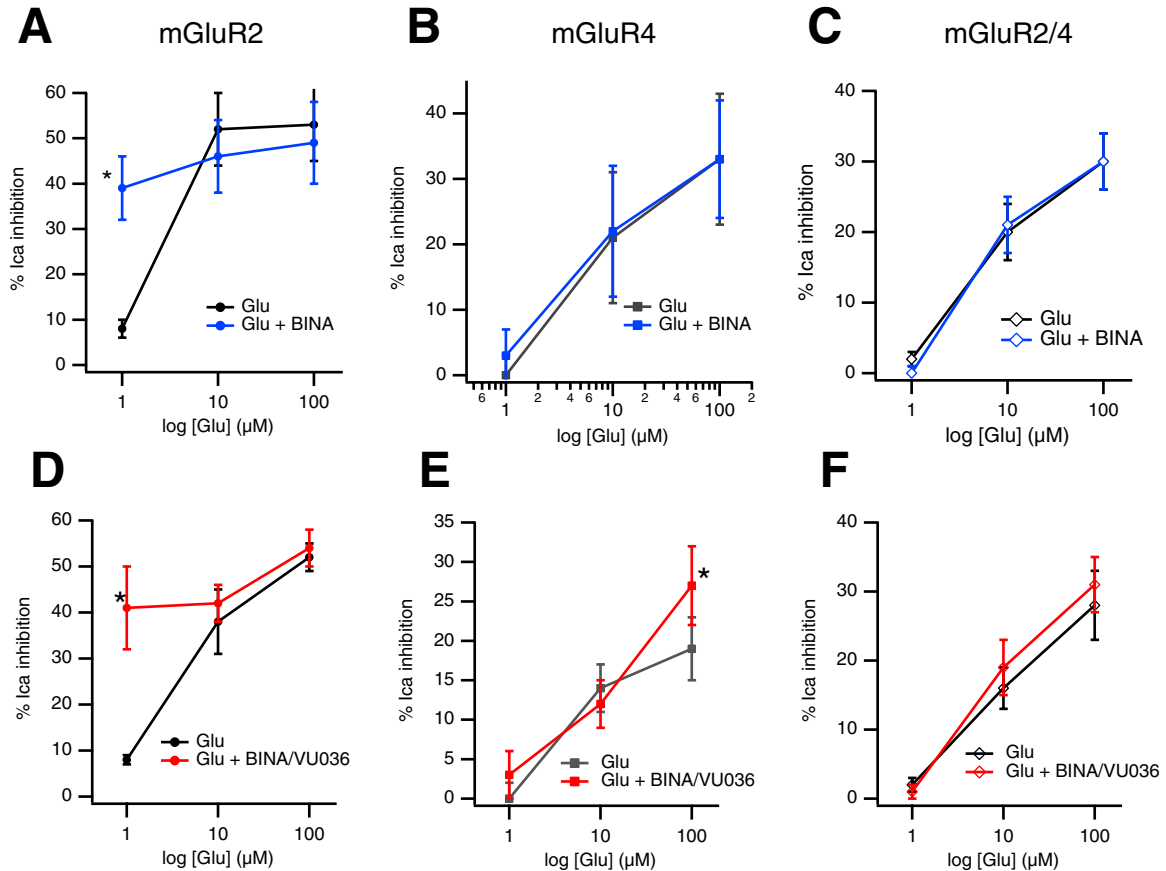 A
mGluR2
B
mGluR4
C
mGluR2/4
% Ica inhibition
60
50
40
30
20
10
0
*
Glu
Glu + BINA
1
10
100
log [Glu] (µM)
% Ica inhibition
40
30
20
10
0
Glu
Glu + BINA
6
1
2
4
6
10
2
4
6
100
2
log [Glu] (µM)
% Ica inhibition
40
30
20
10
0
Glu
Glu + BINA
1
10
100
log [Glu] (µM)
D
% Ica inhibition
60
50
40
30
20
10
0
*
Glu
Glu + BINA/VU036
1
10
100
log [Glu] (µM)
E
% Ica inhibition
35
30
25
20
15
10
5
0
*
Glu
Glu + BINA/VU036
1
10
100
log [Glu] (µM)
F
% Ica inhibition
40
30
20
10
0
Glu
Glu + BINA/VU036
1
10
100
log [Glu] (µM)